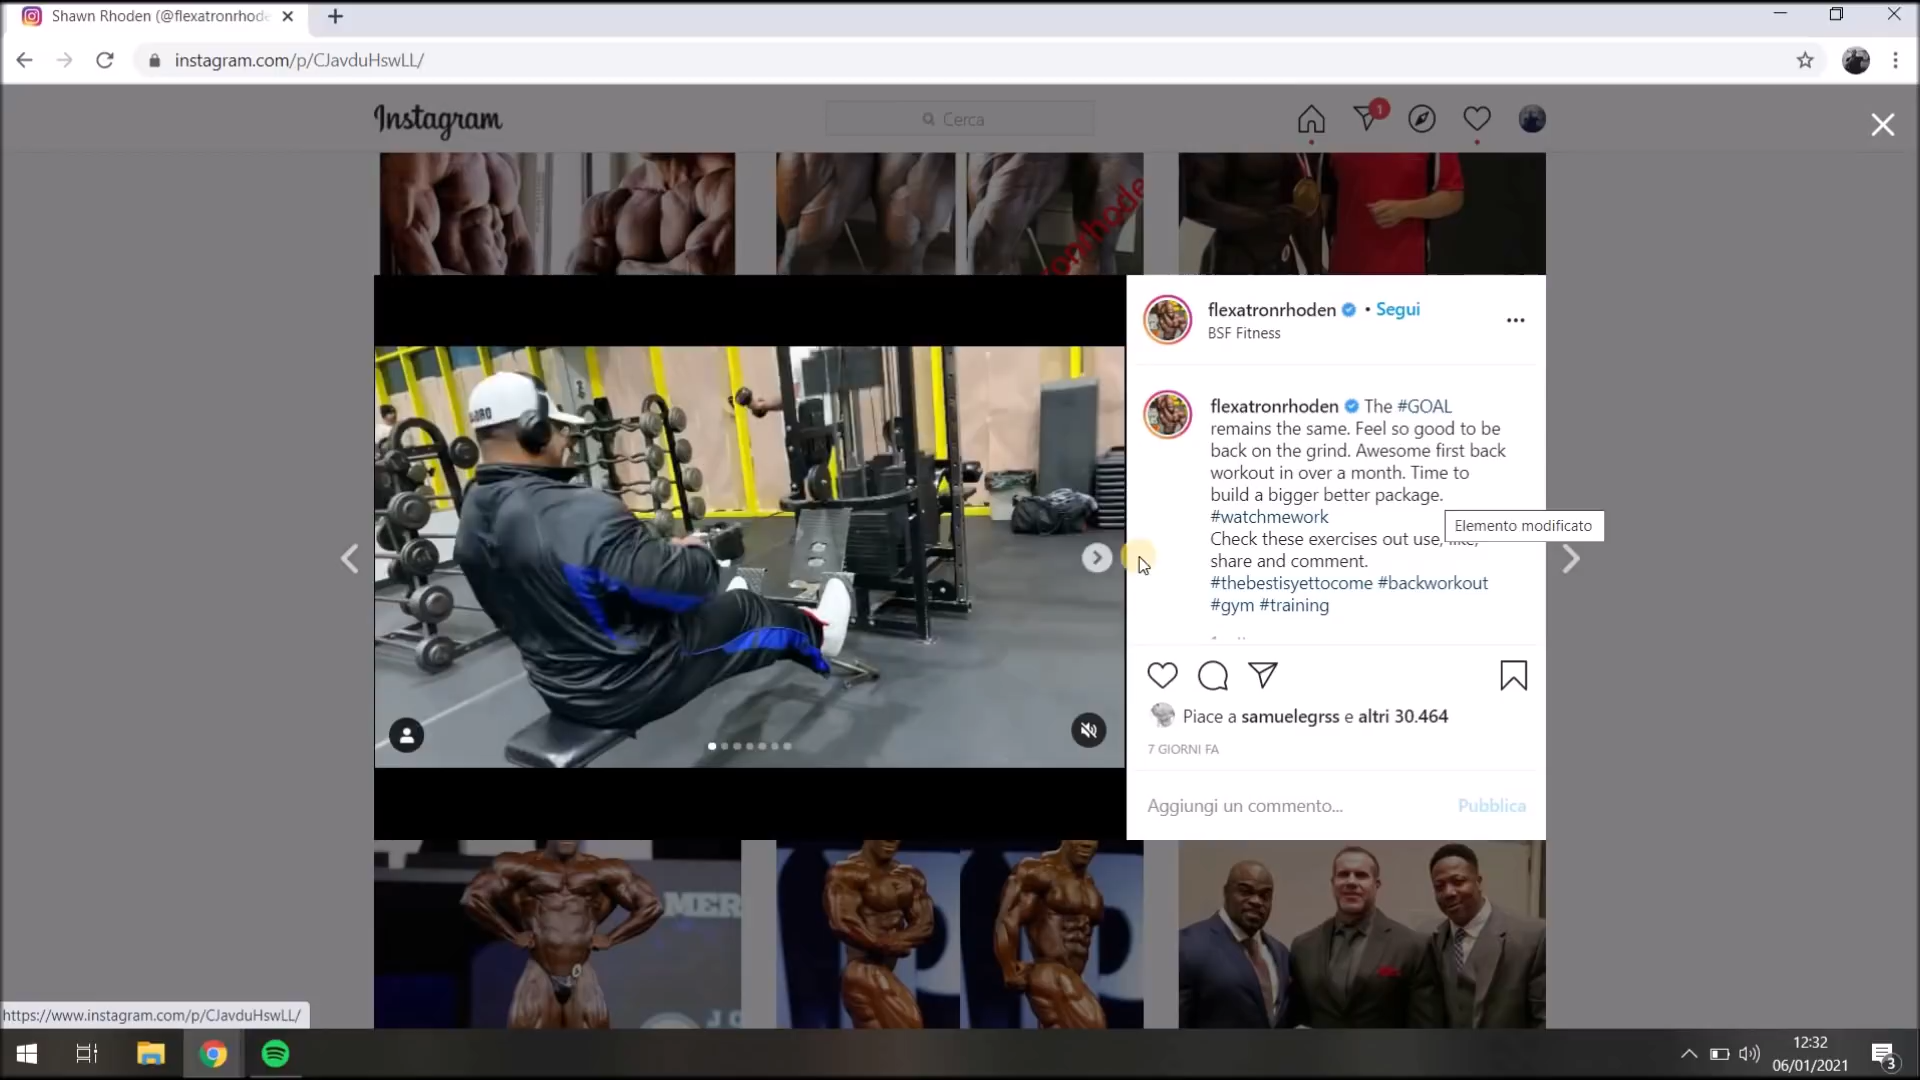 Shawn Rhoden (@flexatronrhode
instagram.com/p/CJavduHswLL/
Instagram
Cerca
1
flexatronrhoden • Segui
BSF Fitness
flexatronrhoden The #GOAL
remains the same. Feel so good to be
back on the grind. Awesome first back
workout in over a month. Time to
build a bigger better package.
#watchmework
Elemento modificato
Check these exercises out use, like,
share and comment.
#thebestisyettocome #backworkout
#gym #training
Piace a samuelegrss e altri 30.464
7 GIORNI FA
Aggiungi un commento...
Pubblica
MER
https://www.instagram.com/p/CJavduHswLL/
12:32
06/01/2021
3